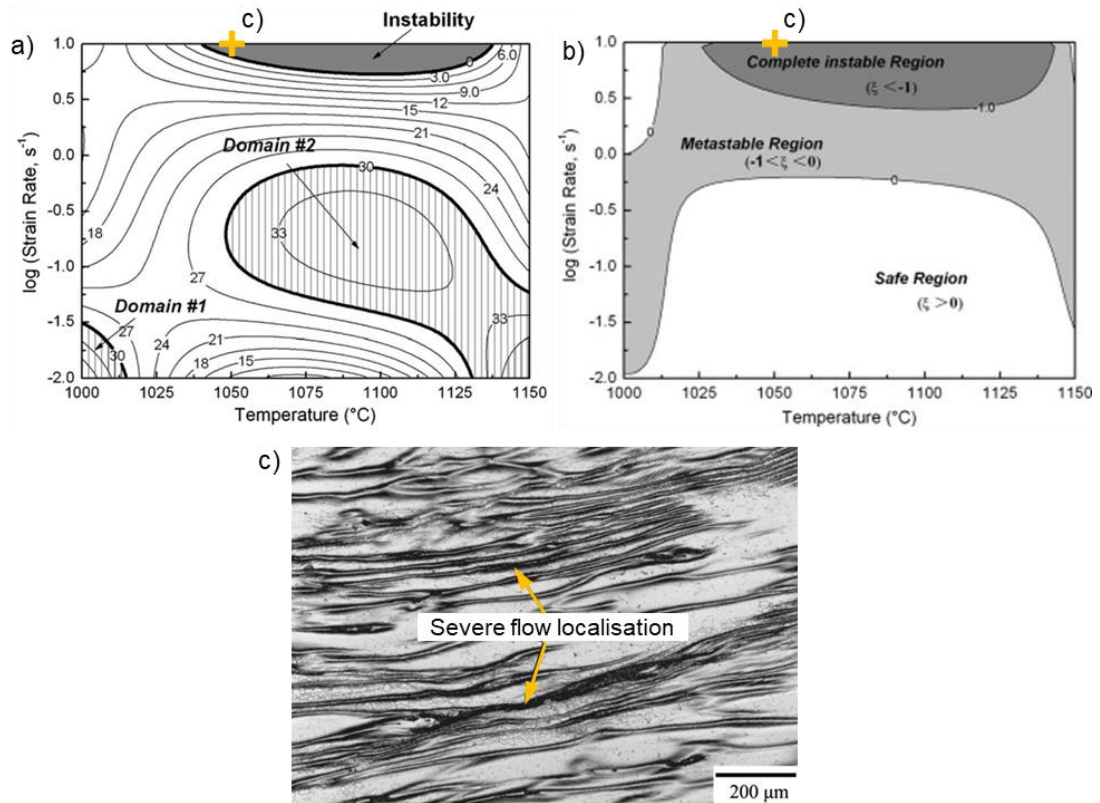 c)
Instability
a)
1.0
0.5
0.0
-0.5
-1.0
-1.5
-2.0
log (Strain Rate, s⁻¹)
0
6.0
3.0
9.0
12
15
21
Domain #2
30
24
18
33
27
Domain #1
27
30
24
21
18
15
33
1000
1025
1050
1075
1100
1125
1150
Temperature (°C)
c)
b)
1.0
0.5
0.0
-0.5
-1.0
-1.5
-2.0
log (Strain Rate, s⁻¹)
Complete instable Region
(ξ <-1)
-1.0
0
Metastable Region
(-1<ξ <0)
0
Safe Region
(ξ >0)
1000
1025
1050
1075
1100
1125
1150
Temperature (°C)
c)
Severe flow localisation
200 μm